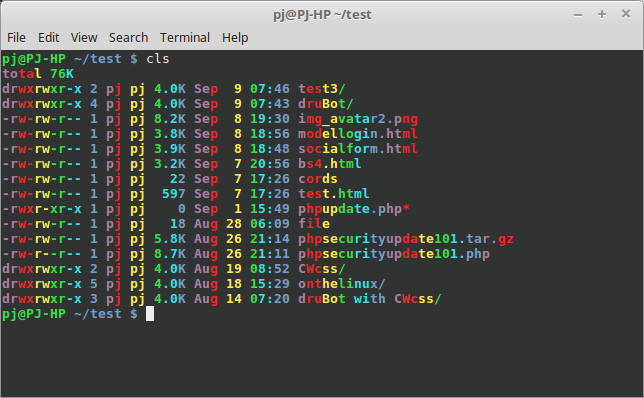 pj@PJ-HP ~/test
File Edit View Search Terminal Help
pj@PJ-HP ~/test $ cls
total 76K
drwxrwxr-x 2 pj pj 4.0K Sep  9 07:46 test3/
drwxrwxr-x 4 pj pj 4.0K Sep  9 07:43 druBot/
-rw-rw-r-- 1 pj pj 8.2K Sep  8 19:30 img_avatar2.png
-rw-rw-r-- 1 pj pj 3.8K Sep  8 18:56 modellogin.html
-rw-rw-r-- 1 pj pj 3.9K Sep  8 18:48 socialform.html
-rw-rw-r-- 1 pj pj 3.2K Sep  7 20:56 bs4.html
-rw-rw-r-- 1 pj pj   22 Sep  7 17:26 cords
-rw-rw-r-- 1 pj pj  597 Sep  7 17:26 test.html
-rwxr-xr-x 1 pj pj    0 Sep  1 15:49 phpupdate.php*
-rw-r--r-- 1 pj pj   18 Aug 28 06:09 file
-rw-rw-r-- 1 pj pj 5.8K Aug 26 21:14 phpsecurityupdate101.tar.gz
-rw-r--r-- 1 pj pj 8.7K Aug 26 21:11 phpsecurityupdate101.php
drwxrwxr-x 2 pj pj 4.0K Aug 19 08:52 CWcss/
drwxrwxr-x 5 pj pj 4.0K Aug 18 15:29 onthelinux/
drwxrwxr-x 3 pj pj 4.0K Aug 14 07:20 druBot with CWcss/
pj@PJ-HP ~/test $